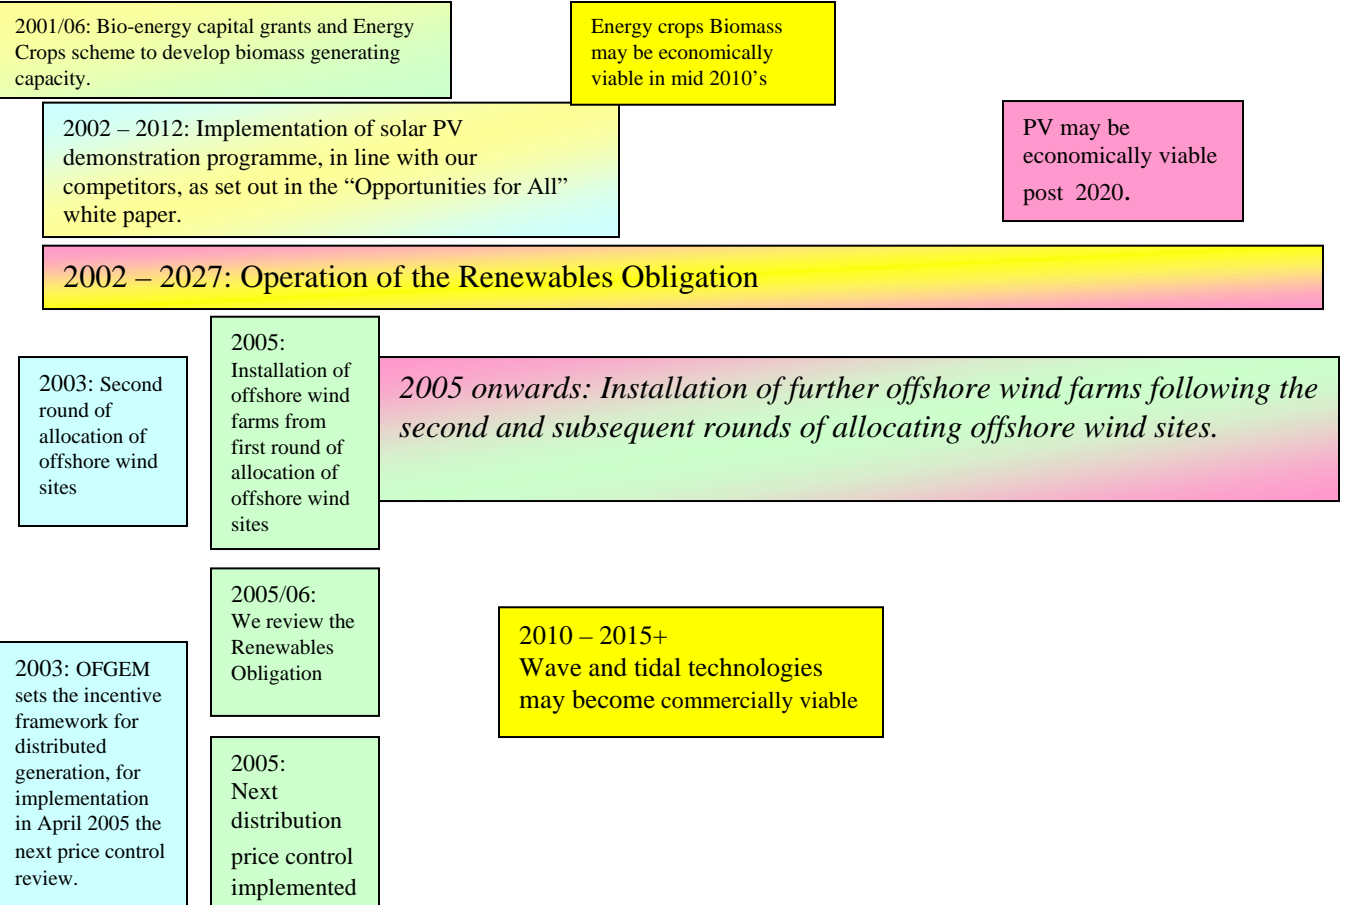 2001/06: Bio-energy capital grants and Energy
Crops scheme to develop biomass generating
capacity.
Energy crops Biomass
may be economically
viable in mid 2010’s
2002 – 2012: Implementation of solar PV
demonstration programme, in line with our
competitors, as set out in the “Opportunities for All”
white paper.
PV may be
economically viable
post 2020.
2002 – 2027: Operation of the Renewables Obligation
2003: Second
round of
allocation of
offshore wind
sites
2005:
Installation of
offshore wind
farms from
first round of
allocation of
offshore wind
sites
2005 onwards: Installation of further offshore wind farms following the
second and subsequent rounds of allocating offshore wind sites.
2005/06:
We review the
Renewables
Obligation
2010 – 2015+
Wave and tidal technologies
may become commercially viable
2003: OFGEM
sets the incentive
framework for
distributed
generation, for
implementation
in April 2005 the
next price control
review.
2005:
Next
distribution
price control
implemented